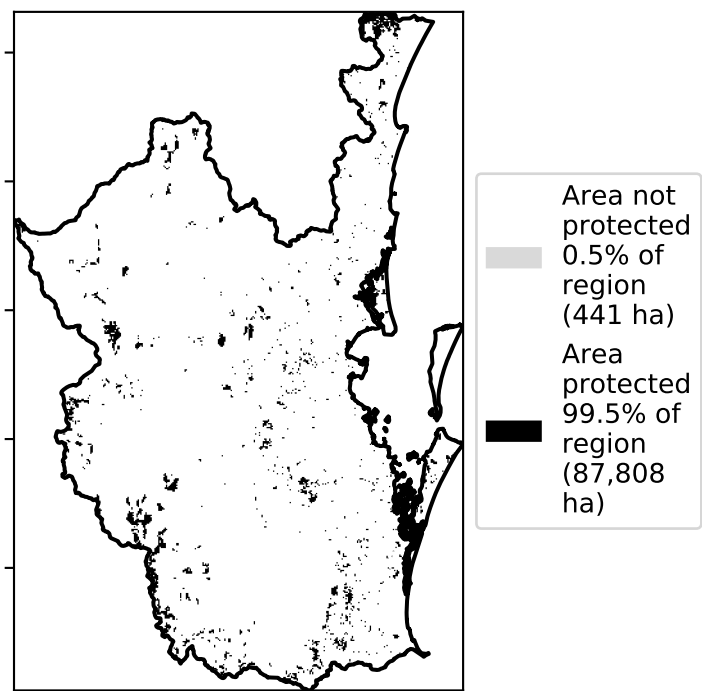 Area not
protected
0.5% of
region
(441 ha)
Area
protected
99.5% of
region
(87,808
ha)